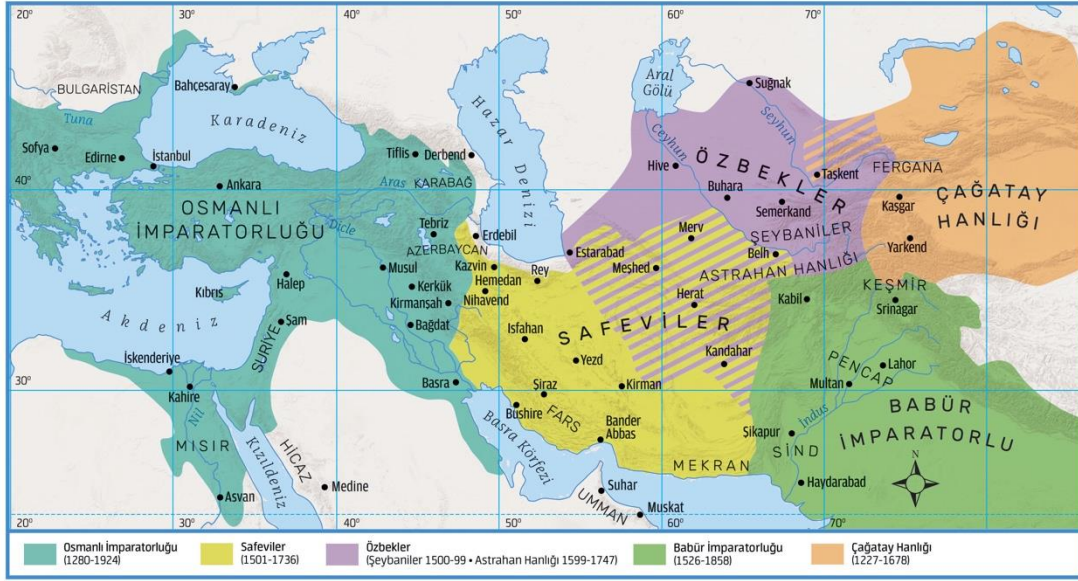 20°
30°
40°
50°
60°
70°
BULGARİSTAN
Bahçesaray
Tuna
Karadeniz
Sofya
Edirne
İstanbul
Ankara
OSMANLI
İMPARATORLUĞU
Tiflis
Derbend
Aras
KARABAĞ
Dicle
Tebriz
AZERBAYCAN
Erdebil
Hazar Denizi
Aral
Gölü
Suğnak
Ceyhun
Seyhun
ÖZBEKLER
Hive
Buhara
Semerkand
Taşkent
FERGANA
Kaşgar
ÇAĞATAY
HANLIĞI
Yarkend
ŞEYBANİLER
Merv
Belh
ASTRAHAN HANLIĞI
Estarabad
Meshed
Kazvin
Rey
Hemedan
Nihavend
Musul
Kerkük
Kirmanşah
Bağdat
Halep
Kıbrıs
Akdeniz
Şam
SURİYE
İskenderiye
Kahire
Nil
MISIR
Kızıldeniz
HİCAZ
Medine
Asvan
Basra
Basra Körfezi
Isfahan
SAFEVİLER
Yezd
Şiraz
Kirman
Bushire
FARS
Bander
Abbas
MEKRAN
Suhar
UMMAN
Muskat
Herat
Kandahar
Kabil
KEŞMİR
Srinagar
PENCAP
Lahor
Multan
Indus
BABÜR
İMPARATORLU
Şikapur
SİND
Haydarabad
N
40°
30°
20°
30°
40°
50°
60°
70°
Osmanlı İmparatorluğu
(1280-1924)
Safeviler
(1501-1736)
Özbekler
(Şeybaniler 1500-99 • Astrahan Hanlığı 1599-1747)
Babür İmparatorluğu
(1526-1858)
Çağatay Hanlığı
(1227-1678)